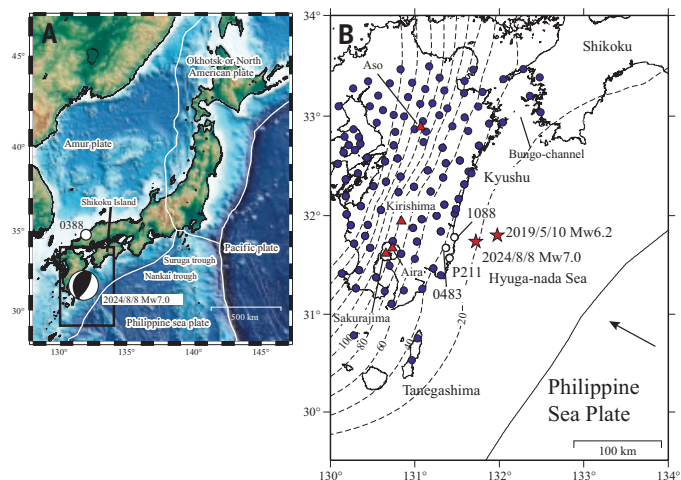 A
45°
40°
35°
30°
130°
135°
140°
145°
Okhotsk or North
American plate
Amur plate
Shikoku Island
0388
Pacific plate
Suruga trough
Nankai trough
2024/8/8 Mw7.0
500 km
Philippine sea plate
B
34°
33°
32°
31°
30°
130°
131°
132°
133°
134°
Shikoku
Aso
Bungo-channel
Kyushu
Kirishima
1088
2019/5/10 Mw6.2
2024/8/8 Mw7.0
Hyuga-nada Sea
P211
0483
Aira
Sakurajima
100
80
60
40
20
Tanegashima
Philippine
Sea Plate
100 km